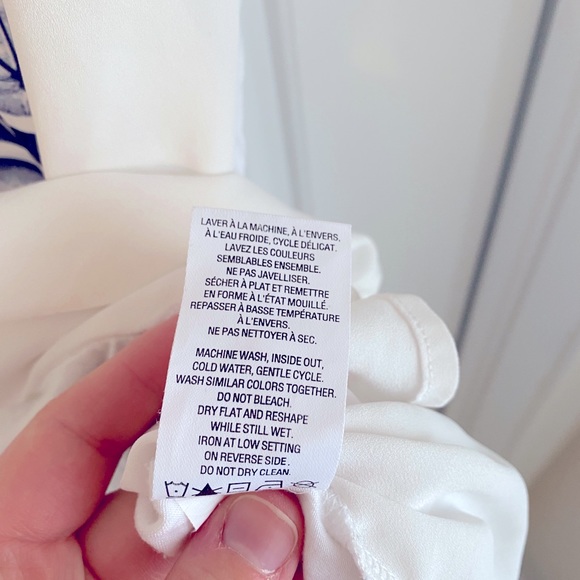 LAVER À LA MACHINE, À L'ENVERS.
À L'EAU FROIDE, CYCLE DÉLICAT.
LAVEZ LES COULEURS
SEMBLABLES ENSEMBLE.
NE PAS JAVELLISER.
SÉCHER À PLAT ET REMETTRE
EN FORME À L'ÉTAT MOUILLÉ.
REPASSER À BASSE TEMPÉRATURE
À L'ENVERS.
NE PAS NETTOYER À SEC.
MACHINE WASH, INSIDE OUT,
COLD WATER, GENTLE CYCLE.
WASH SIMILAR COLORS TOGETHER.
DO NOT BLEACH.
DRY FLAT AND RESHAPE
WHILE STILL WET.
IRON AT LOW SETTING
ON REVERSE SIDE.
DO NOT DRY CLEAN.